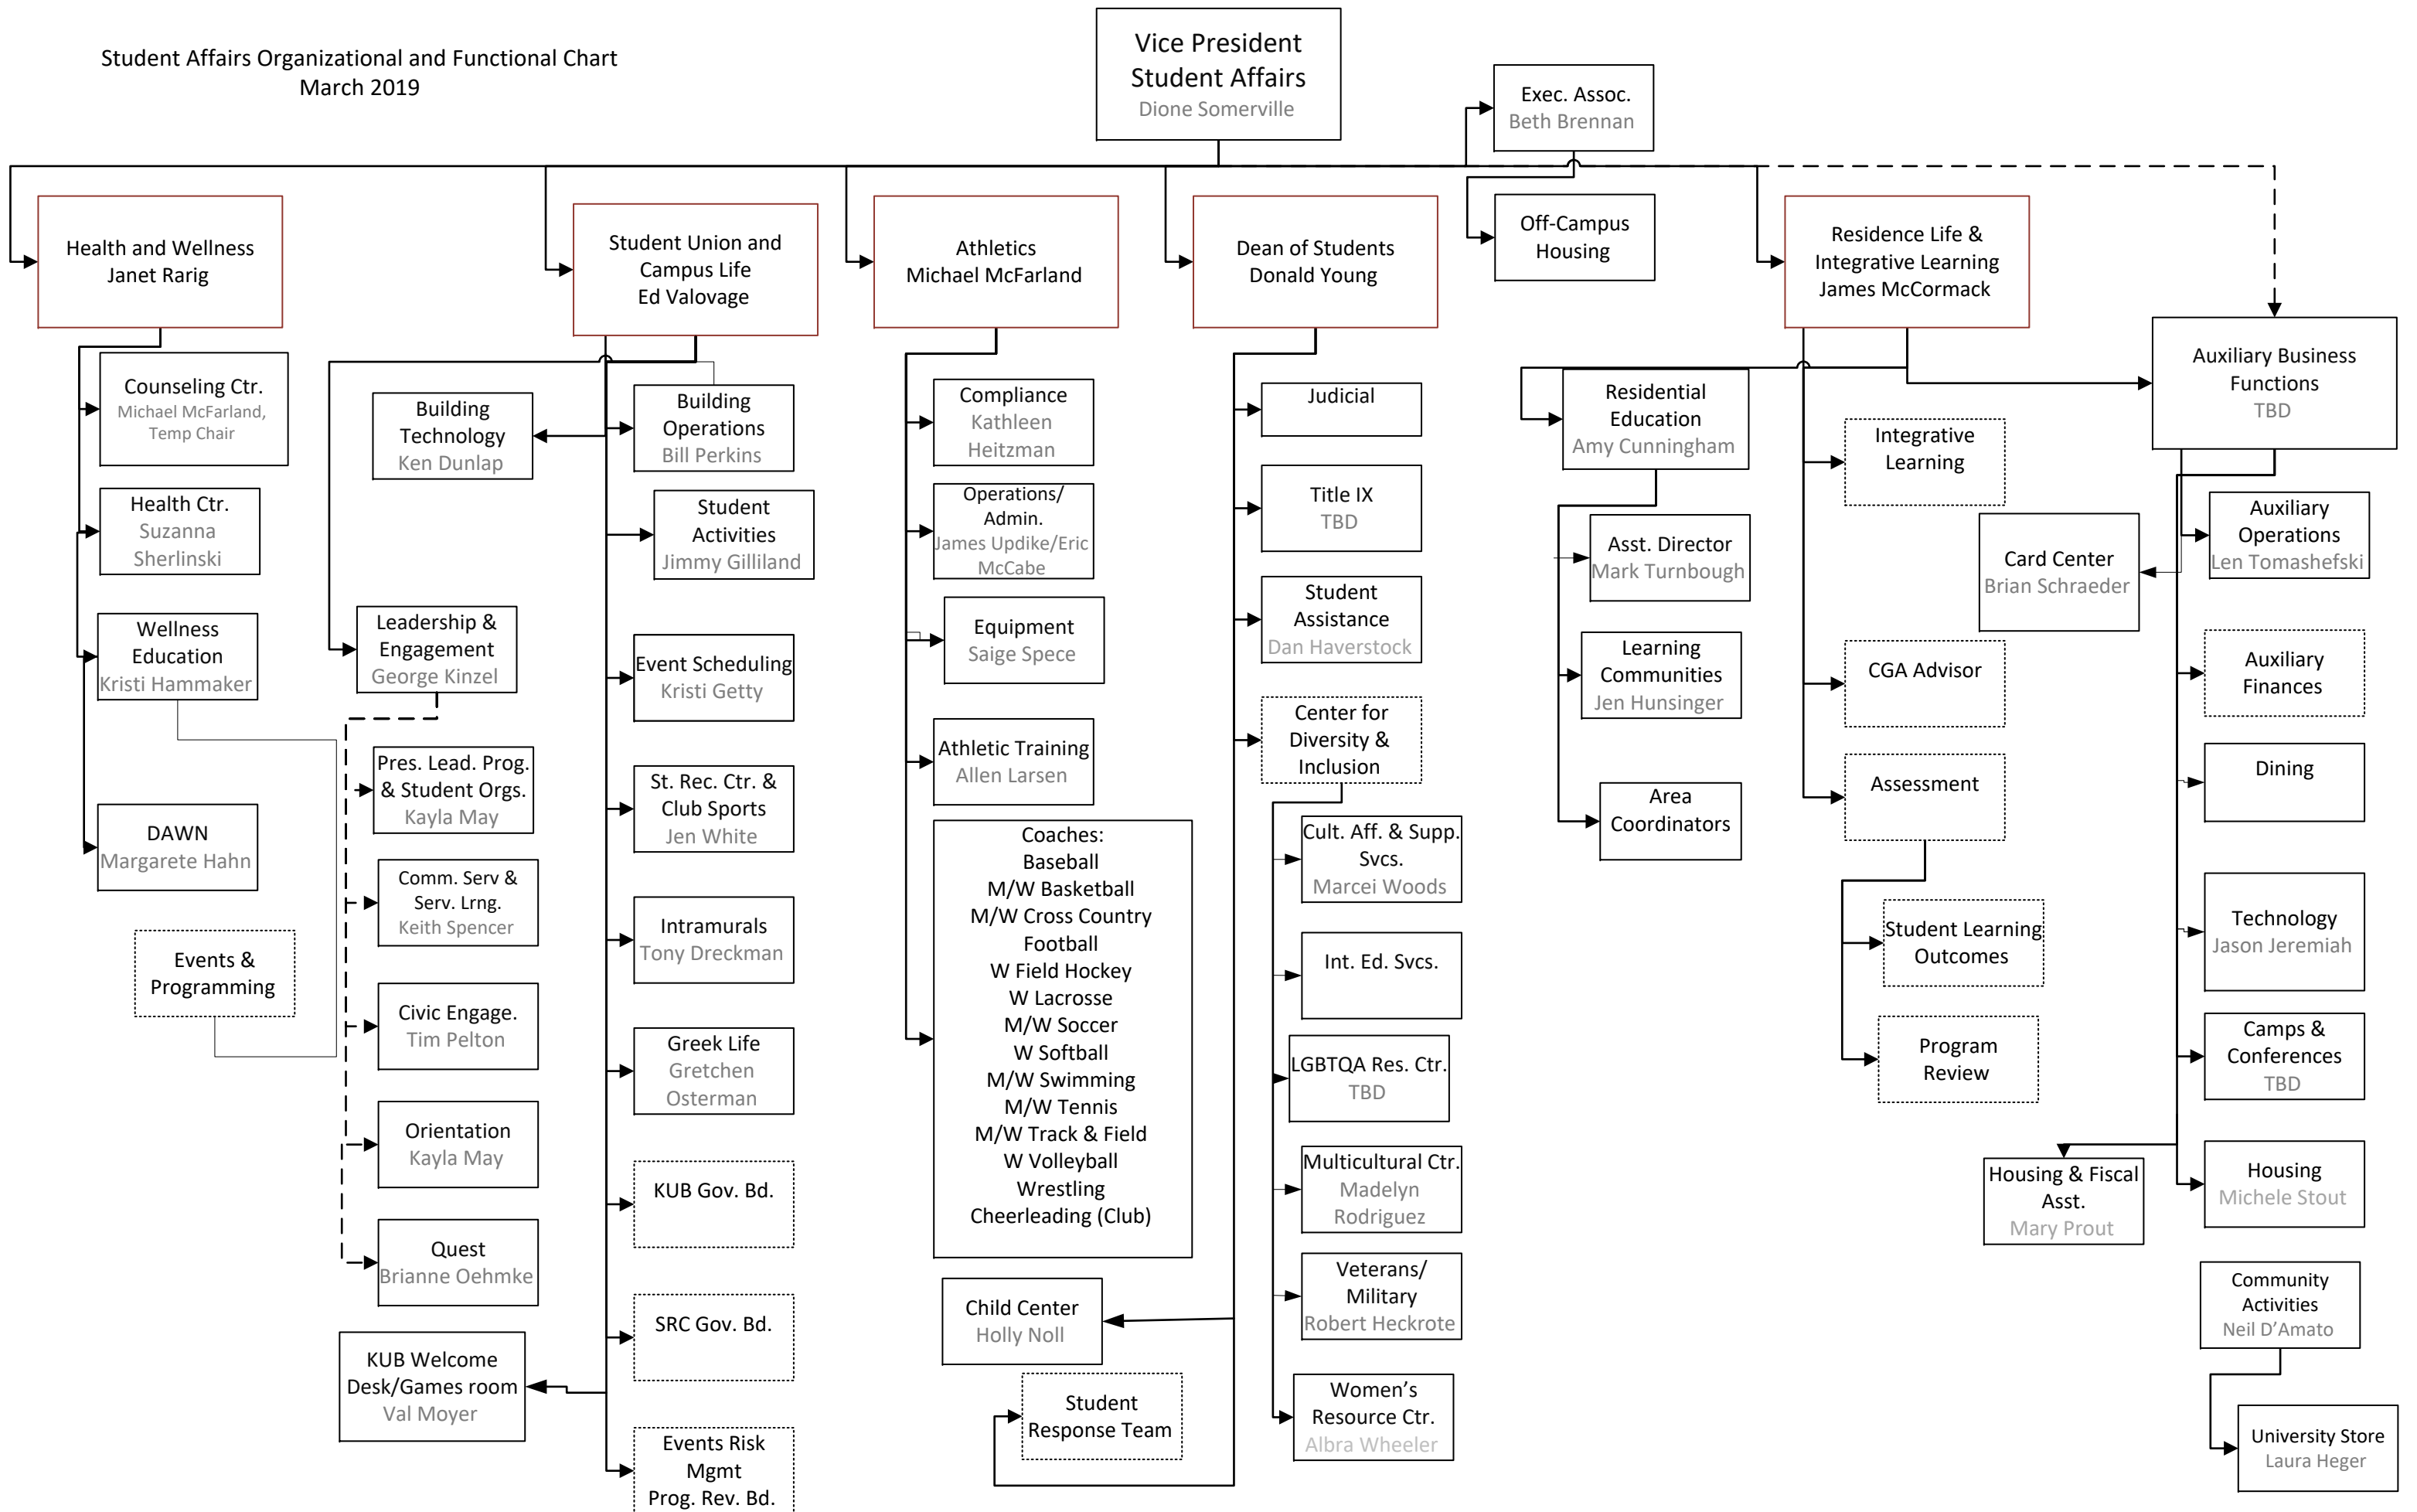 Student Affairs Organizational and Functional Chart
March 2019
Vice President
Student Affairs
Dione Somerville
Exec. Assoc.
Beth Brennan
Off-Campus
Housing
Health and Wellness
Janet Rarig
Counseling Ctr.
Michael McFarland,
Temp Chair
Health Ctr.
Suzanna
Sherlinski
Wellness
Education
Kristi Hammaker
DAWN
Margarete Hahn
Events &
Programming
Student Union and
Campus Life
Ed Valovage
Building
Technology
Ken Dunlap
Leadership &
Engagement
George Kinzel
Pres. Lead. Prog.
& Student Orgs.
Kayla May
Comm. Serv &
Serv. Lrng.
Keith Spencer
Civic Engage.
Tim Pelton
Orientation
Kayla May
Quest
Brianne Oehmke
KUB Welcome
Desk/Games room
Val Moyer
Building
Operations
Bill Perkins
Student
Activities
Jimmy Gilliland
Event Scheduling
Kristi Getty
St. Rec. Ctr. &
Club Sports
Jen White
Intramurals
Tony Dreckman
Greek Life
Gretchen
Osterman
KUB Gov. Bd.
SRC Gov. Bd.
Events Risk
Mgmt
Prog. Rev. Bd.
Athletics
Michael McFarland
Compliance
Kathleen
Heitzman
Operations/
Admin.
James Updike/Eric
McCabe
Equipment
Saige Spece
Athletic Training
Allen Larsen
Coaches:
Baseball
M/W Basketball
M/W Cross Country
Football
W Field Hockey
W Lacrosse
M/W Soccer
W Softball
M/W Swimming
M/W Tennis
M/W Track & Field
W Volleyball
Wrestling
Cheerleading (Club)
Dean of Students
Donald Young
Judicial
Title IX
TBD
Student
Assistance
Dan Haverstock
Center for
Diversity &
Inclusion
Cult. Aff. & Supp.
Svcs.
Marcei Woods
Int. Ed. Svcs.
LGBTQA Res. Ctr.
TBD
Multicultural Ctr.
Madelyn
Rodriguez
Veterans/
Military
Robert Heckrote
Women’s
Resource Ctr.
Albra Wheeler
Child Center
Holly Noll
Student
Response Team
Residence Life &
Integrative Learning
James McCormack
Residential
Education
Amy Cunningham
Asst. Director
Mark Turnbough
Learning
Communities
Jen Hunsinger
Area
Coordinators
Integrative
Learning
CGA Advisor
Assessment
Student Learning
Outcomes
Program
Review
Auxiliary Business
Functions
TBD
Card Center
Brian Schraeder
Auxiliary
Operations
Len Tomashefski
Auxiliary
Finances
Dining
Technology
Jason Jeremiah
Camps &
Conferences
TBD
Housing & Fiscal
Asst.
Mary Prout
Housing
Michele Stout
Community
Activities
Neil D’Amato
University Store
Laura Heger